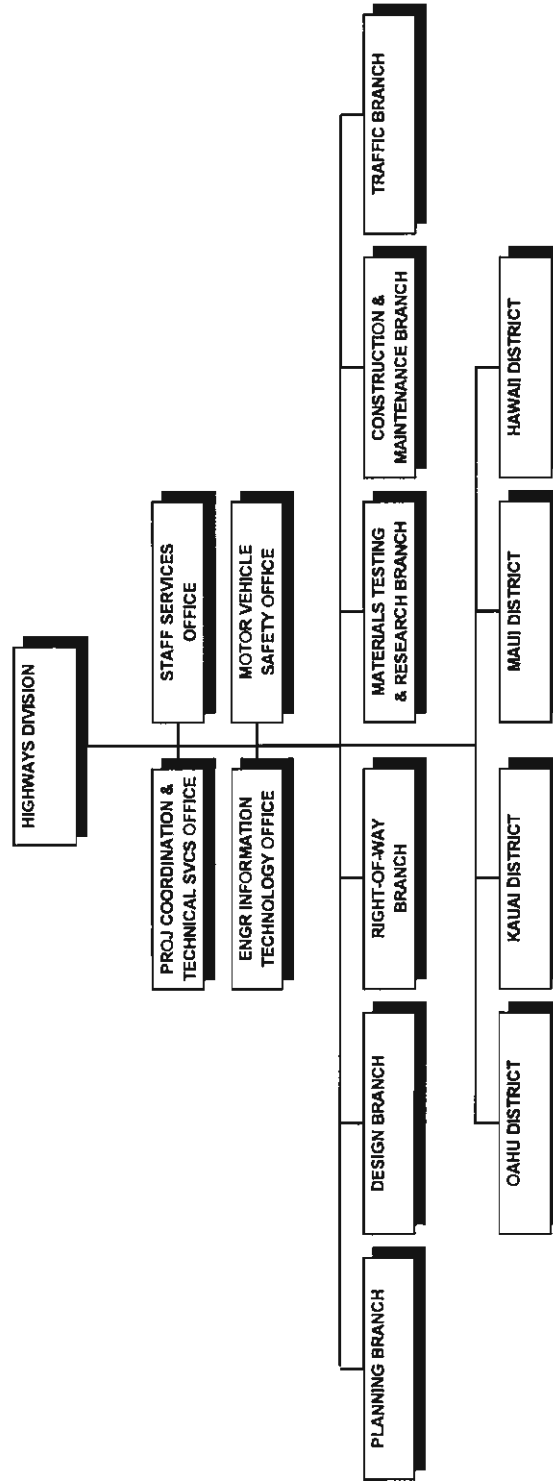 HIGHWAYS DIVISION
PROJ COORDINATION &
TECHNICAL SVCS OFFICE
STAFF SERVICES
OFFICE
ENGR INFORMATION
TECHNOLOGY OFFICE
MOTOR VEHICLE
SAFETY OFFICE
PLANNING BRANCH
DESIGN BRANCH
RIGHT-OF-WAY
BRANCH
MATERIALS TESTING
& RESEARCH BRANCH
CONSTRUCTION &
MAINTENANCE BRANCH
TRAFFIC BRANCH
OAHU DISTRICT
KAUAI DISTRICT
MAUI DISTRICT
HAWAII DISTRICT